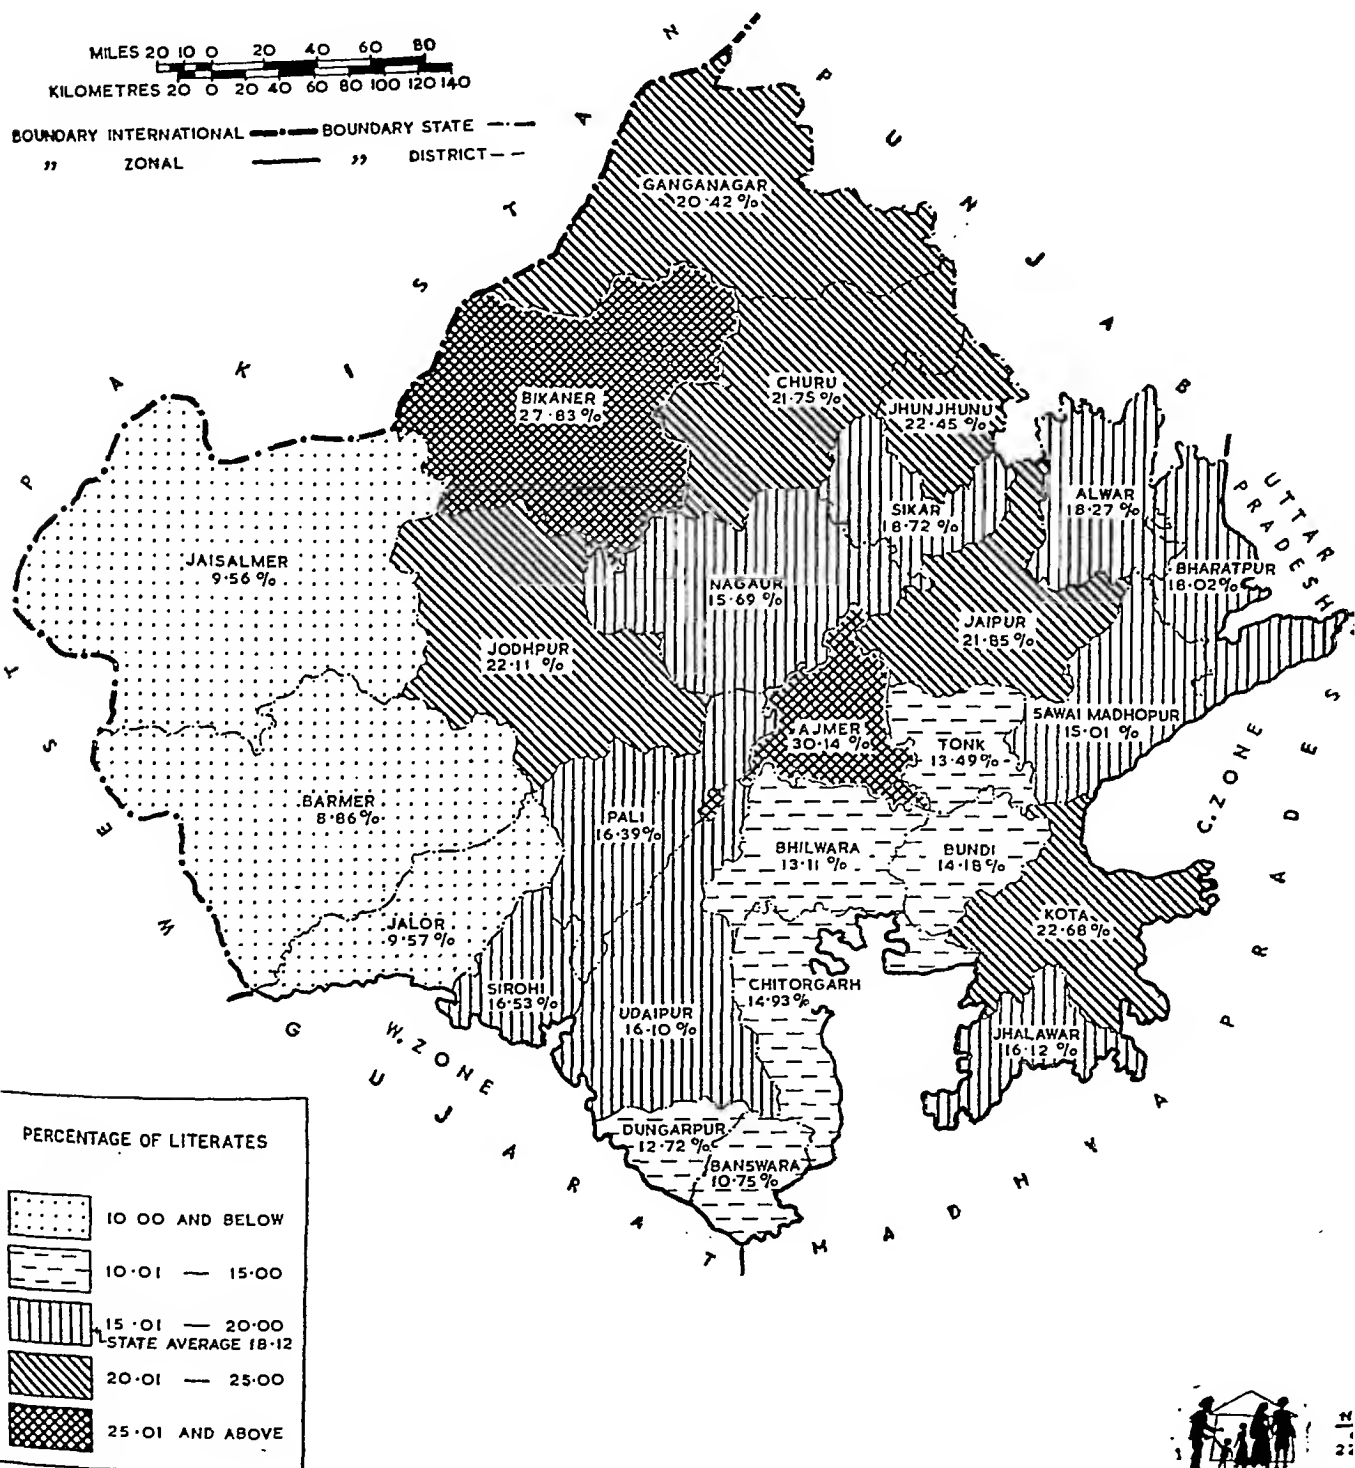 MILES 20 10 0 20 40 60 80
KILOMETRES 20 0 20 40 60 80 100 120 140
BOUNDARY INTERNATIONAL BOUNDARY STATE
" ZONAL " DISTRICT
WEST PAKISTAN
PUNJAB
UTTAR
PRADESH
GANGANAGAR
20·42%
BIKANER
27·83%
CHURU
21·75%
JHUNJHUNU
22·45%
SIKAR
18·72%
ALWAR
18·27%
BHARATPUR
18·02%
JAISALMER
9·56%
NAGAUR
15·69%
JAIPUR
21·85%
JODHPUR
22·11%
SAWAI MADHOPUR
15·01%
AJMER
30·14%
TONK
13·49%
BARMER
8·86%
PALI
16·39%
BHILWARA
13·11%
BUNDI
14·18%
C. ZONE
JALOR
9·57%
KOTA
22·68%
SIROHI
16·53%
CHITORGARH
14·93%
UDAIPUR
16·10%
JHALAWAR
16·12%
W. ZONE
GUJARAT
MADHYA PRADESH
DUNGARPUR
12·72%
BANSWARA
10·75%
PERCENTAGE OF LITERATES
10 00 AND BELOW
10·01 — 15·00
15·01 — 20·00
STATE AVERAGE 18·12
20·01 — 25·00
25·01 AND ABOVE